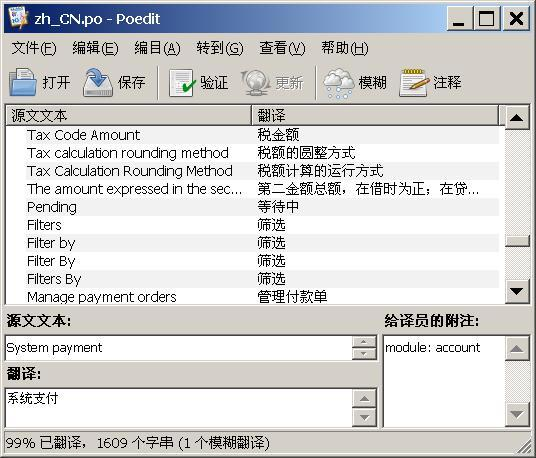 zh_CN.po - Poedit
文件(F) 编辑(E) 编目(A) 转到(G) 查看(V) 帮助(H)
打开 保存 验证 更新 模糊 注释
源文文本 翻译
Tax Code Amount 税金额
Tax calculation rounding method 税额的圆整方式
Tax Calculation Rounding Method 税额计算的运行方式
The amount expressed in the sec... 第二金额总额，在借时为正；在贷...
Pending 等待中
Filters 筛选
Filter by 筛选
Filter By 筛选
Filters By 筛选
Manage payment orders 管理付款单
源文文本: 给译员的附注:
System payment module: account
翻译:
系统支付
99% 已翻译，1609 个字串 (1 个模糊翻译)